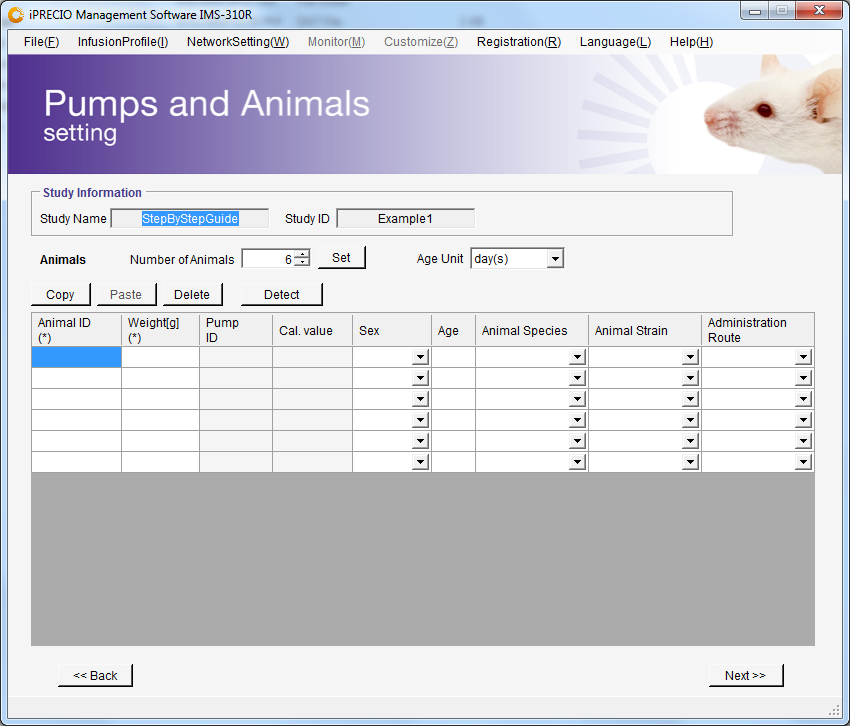 iPRECIO Management Software IMS-310R
File(F) InfusionProfile(I) NetworkSetting(W) Monitor(M) Customize(Z) Registration(R) Language(L) Help(H)
Pumps and Animals
setting
Study Information
Study Name StepByStepGuide Study ID Example1
Animals Number of Animals 6 Set Age Unit day(s)
Copy Paste Delete Detect
Animal ID (*) Weight[g] (*) Pump ID Cal. value Sex Age Animal Species Animal Strain Administration Route
<< Back Next >>